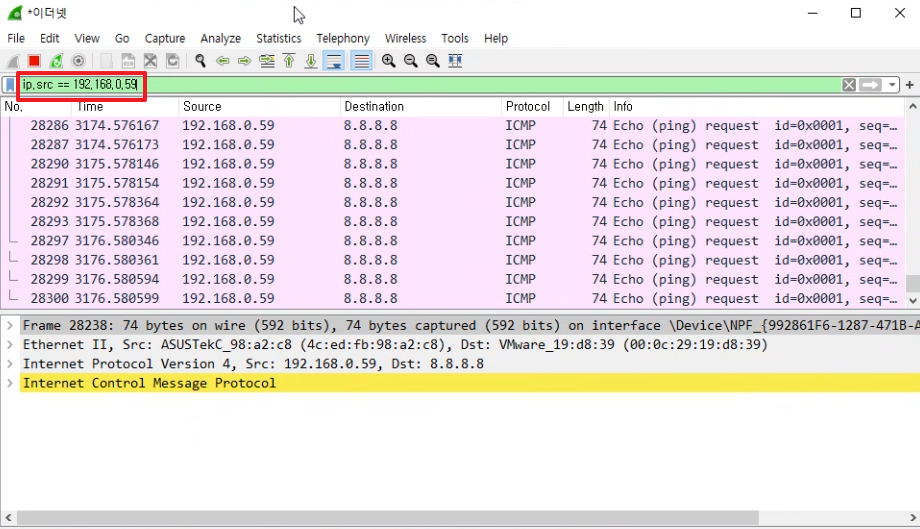 *이더넷
File Edit View Go Capture Analyze Statistics Telephony Wireless Tools Help
ip.src == 192.168.0.59
No. Time Source Destination Protocol Length Info
28286 3174.576167 192.168.0.59 8.8.8.8 ICMP 74 Echo (ping) request id=0x0001, seq=…
28287 3174.576173 192.168.0.59 8.8.8.8 ICMP 74 Echo (ping) request id=0x0001, seq=…
28290 3175.578146 192.168.0.59 8.8.8.8 ICMP 74 Echo (ping) request id=0x0001, seq=…
28291 3175.578154 192.168.0.59 8.8.8.8 ICMP 74 Echo (ping) request id=0x0001, seq=…
28292 3175.578364 192.168.0.59 8.8.8.8 ICMP 74 Echo (ping) request id=0x0001, seq=…
28293 3175.578368 192.168.0.59 8.8.8.8 ICMP 74 Echo (ping) request id=0x0001, seq=…
28297 3176.580346 192.168.0.59 8.8.8.8 ICMP 74 Echo (ping) request id=0x0001, seq=…
28298 3176.580361 192.168.0.59 8.8.8.8 ICMP 74 Echo (ping) request id=0x0001, seq=…
28299 3176.580594 192.168.0.59 8.8.8.8 ICMP 74 Echo (ping) request id=0x0001, seq=…
28300 3176.580599 192.168.0.59 8.8.8.8 ICMP 74 Echo (ping) request id=0x0001, seq=…
Frame 28238: 74 bytes on wire (592 bits), 74 bytes captured (592 bits) on interface \Device\NPF_{992861F6-1287-471B-A
Ethernet II, Src: ASUSTekC_98:a2:c8 (4c:ed:fb:98:a2:c8), Dst: VMware_19:d8:39 (00:0c:29:19:d8:39)
Internet Protocol Version 4, Src: 192.168.0.59, Dst: 8.8.8.8
Internet Control Message Protocol